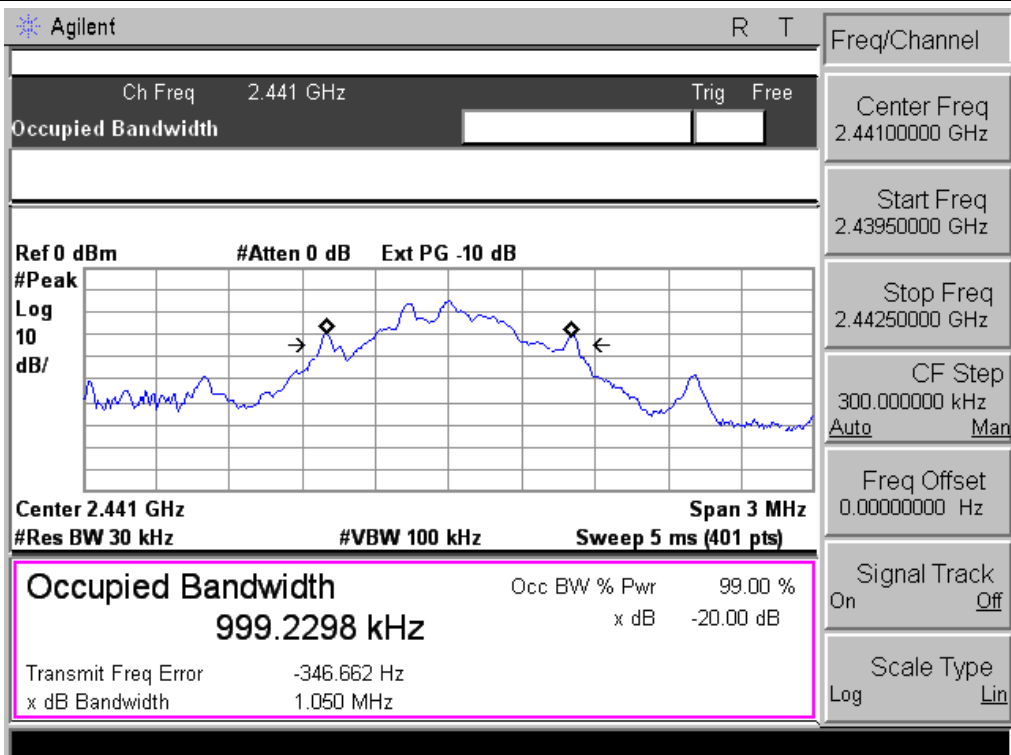 Agilent R T
Ch Freq 2.441 GHz Trig Free
Occupied Bandwidth
Ref 0 dBm #Atten 0 dB Ext PG -10 dB
#Peak
Log
10
dB/
Center 2.441 GHz Span 3 MHz
#Res BW 30 kHz #VBW 100 kHz Sweep 5 ms (401 pts)
Occupied Bandwidth
999.2298 kHz
Occ BW % Pwr 99.00 %
x dB -20.00 dB
Transmit Freq Error -346.662 Hz
x dB Bandwidth 1.050 MHz
Freq/Channel
Center Freq
2.44100000 GHz
Start Freq
2.43950000 GHz
Stop Freq
2.44250000 GHz
CF Step
300.000000 kHz
Auto Man
Freq Offset
0.00000000 Hz
Signal Track
On Off
Scale Type
Log Lin